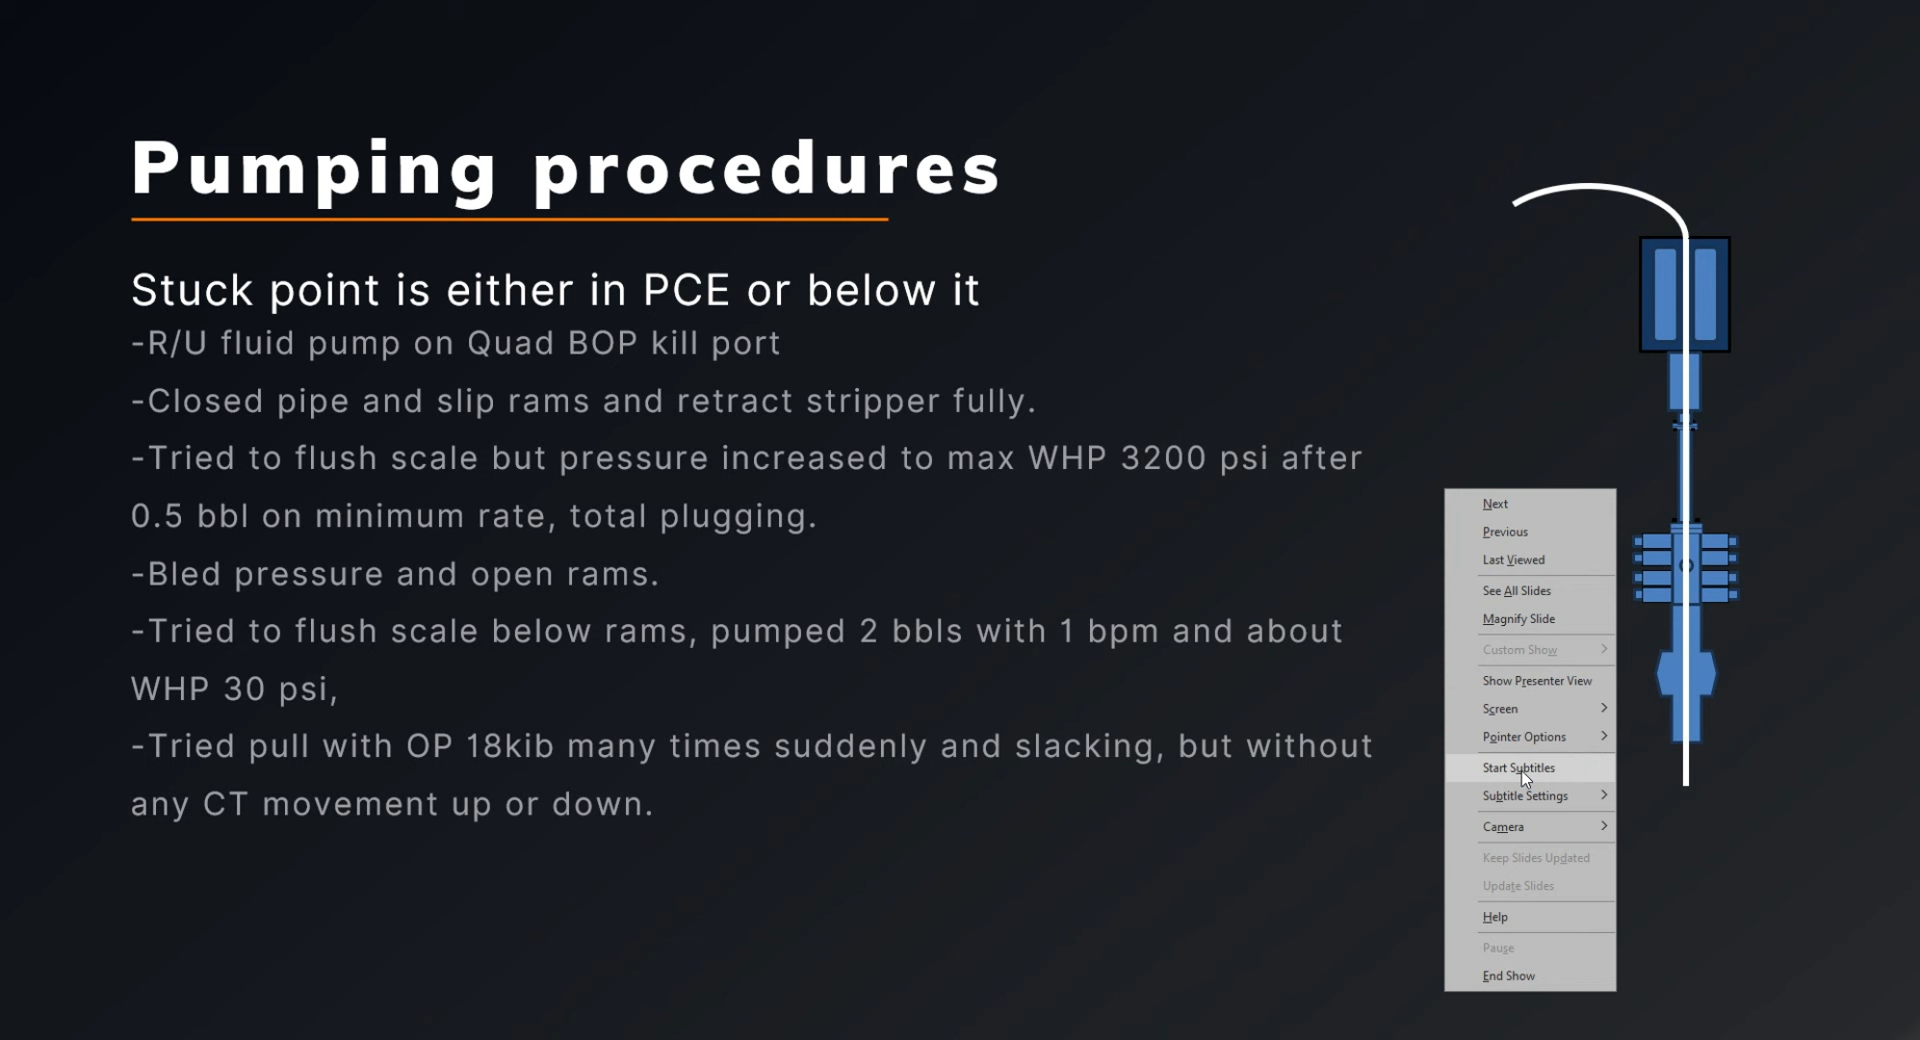 Pumping procedures
Stuck point is either in PCE or below it
-R/U fluid pump on Quad BOP kill port
-Closed pipe and slip rams and retract stripper fully.
-Tried to flush scale but pressure increased to max WHP 3200 psi after
0.5 bbl on minimum rate, total plugging.
-Bled pressure and open rams.
-Tried to flush scale below rams, pumped 2 bbls with 1 bpm and about
WHP 30 psi,
-Tried pull with OP 18kib many times suddenly and slacking, but without
any CT movement up or down.
Next
Previous
Last Viewed
See All Slides
Magnify Slide
Custom Show
Show Presenter View
Screen
Pointer Options
Start Subtitles
Subtitle Settings
Camera
Keep Slides Updated
Update Slides
Help
Pause
End Show